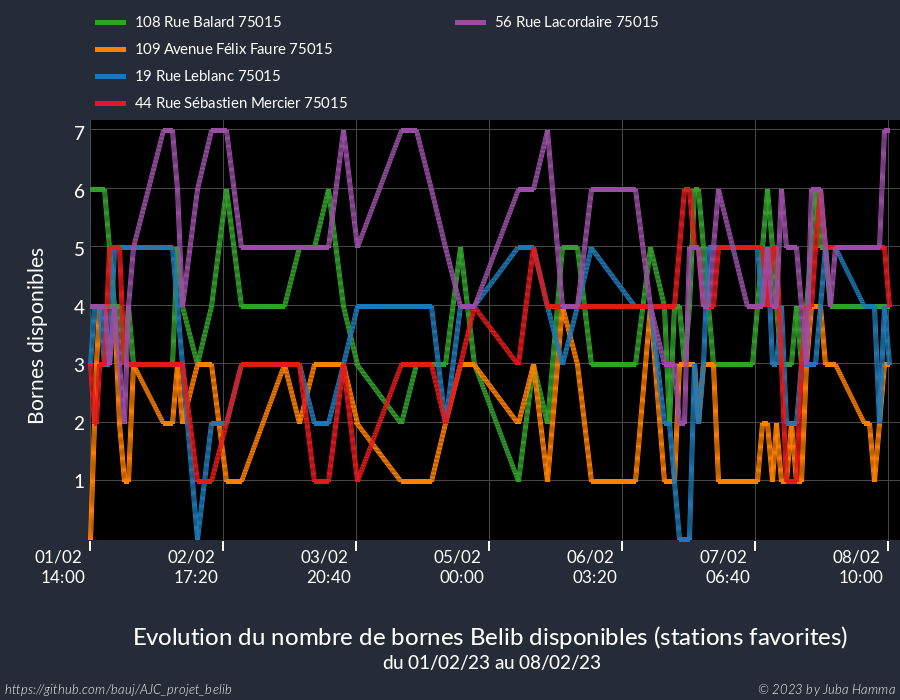 108 Rue Balard 75015
56 Rue Lacordaire 75015
109 Avenue Félix Faure 75015
19 Rue Leblanc 75015
44 Rue Sébastien Mercier 75015
7
6
5
4
3
2
1
Bornes disponibles
01/02 02/02 03/02 05/02 06/02 07/02 08/02
14:00 17:20 20:40 00:00 03:20 06:40 10:00
Evolution du nombre de bornes Belib disponibles (stations favorites)
du 01/02/23 au 08/02/23
https://github.com/bauj/AJC_projet_belib
© 2023 by Juba Hamma